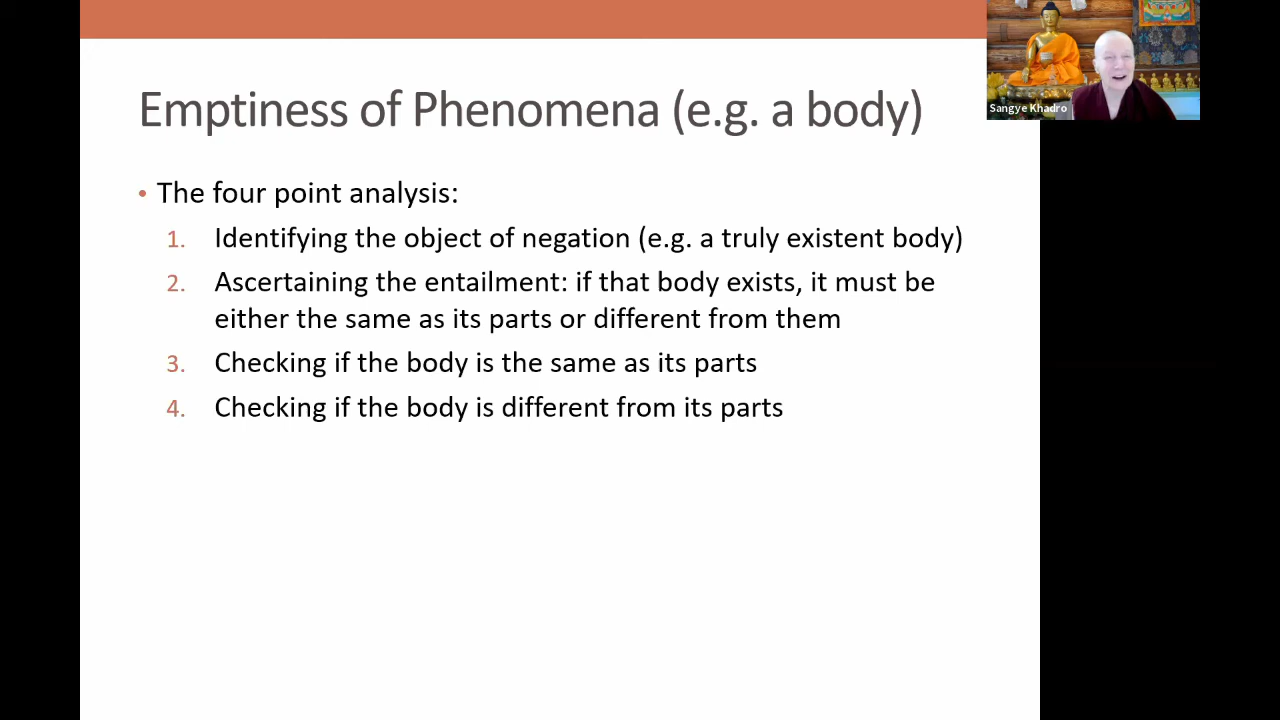 Emptiness of Phenomena (e.g. a body)
Sangye Khadro
• The four point analysis:
1. Identifying the object of negation (e.g. a truly existent body)
2. Ascertaining the entailment: if that body exists, it must be
either the same as its parts or different from them
3. Checking if the body is the same as its parts
4. Checking if the body is different from its parts